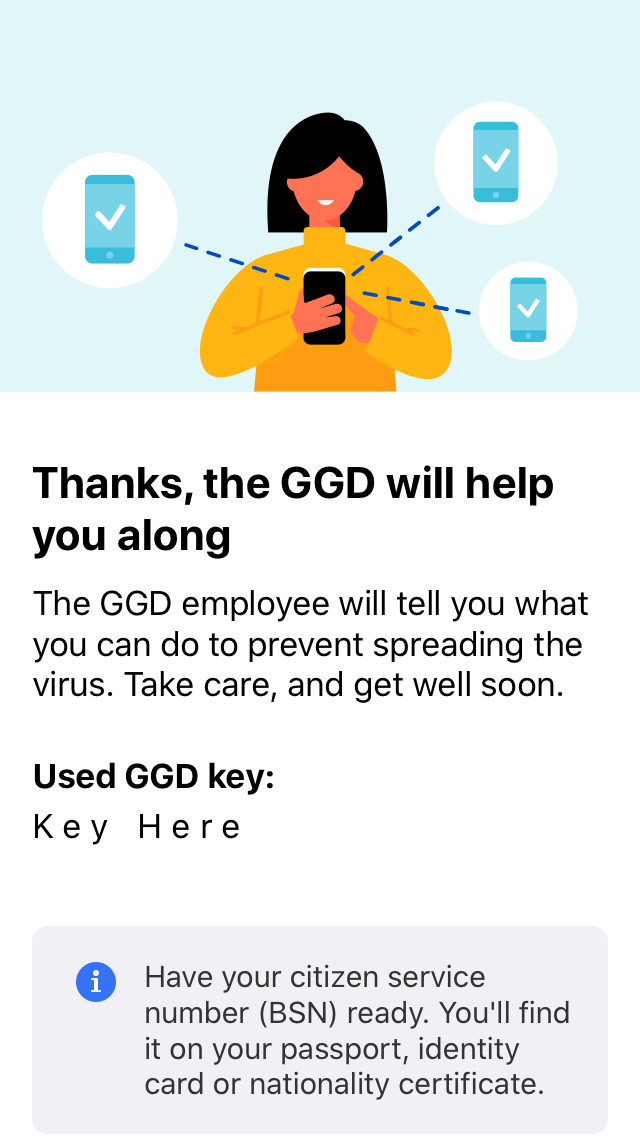 Thanks, the GGD will help
you along
The GGD employee will tell you what
you can do to prevent spreading the
virus. Take care, and get well soon.
Used GGD key:
Key Here
Have your citizen service
number (BSN) ready. You'll find
it on your passport, identity
card or nationality certificate.